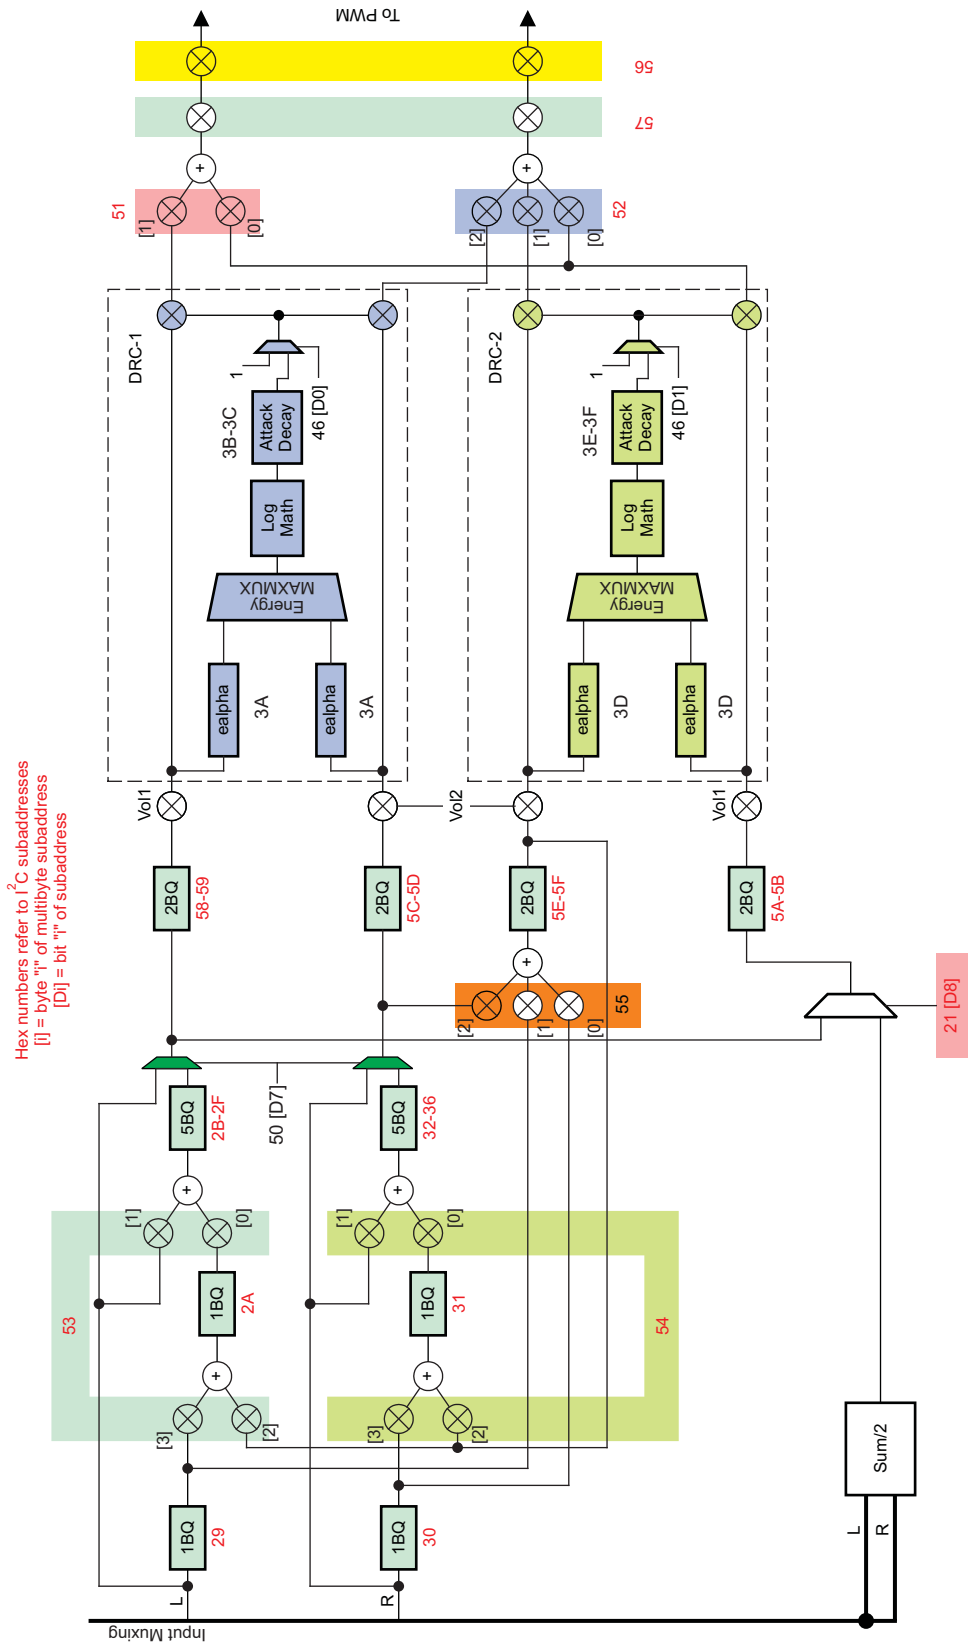 Hex numbers refer to I²C subaddresses
[i] = byte "i" of multibyte subaddress
[Di] = bit "i" of subaddress
Input Muxing
L
1BQ
29
53
[3]
[2]
+
1BQ
2A
[1]
[0]
+
5BQ
2B-2F
50 [D7]
2BQ
58-59
Vol1
DRC-1
ealpha
3A
ealpha
3A
Energy
MAXMUX
Log
Math
3B-3C
Attack
Decay
1
46 [D0]
51
[1]
[0]
+
57
56
To PWM
R
1BQ
30
54
[3]
[2]
+
1BQ
31
[1]
[0]
+
5BQ
32-36
2BQ
5C-5D
Vol2
55
[2]
[1]
[0]
+
2BQ
5E-5F
DRC-2
ealpha
3D
ealpha
3D
Energy
MAXMUX
Log
Math
3E-3F
Attack
Decay
1
46 [D1]
52
[2]
[1]
[0]
+
L
R
Sum/2
21 [D8]
2BQ
5A-5B
Vol1